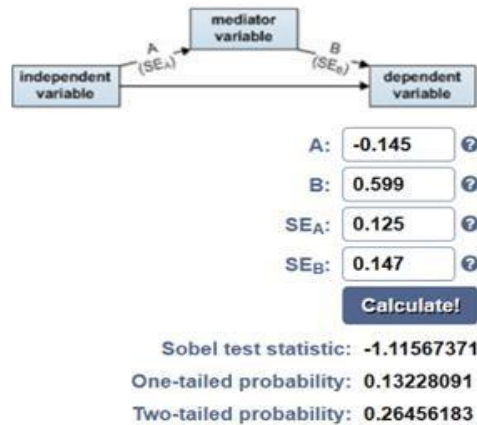 mediator
variable
A
(SEA)
B
(SEB)
independent
variable
dependent
variable
A: -0.145 ?
B: 0.599 ?
SEA: 0.125 ?
SEB: 0.147 ?
Calculate!
Sobel test statistic: -1.11567371
One-tailed probability: 0.13228091
Two-tailed probability: 0.26456183